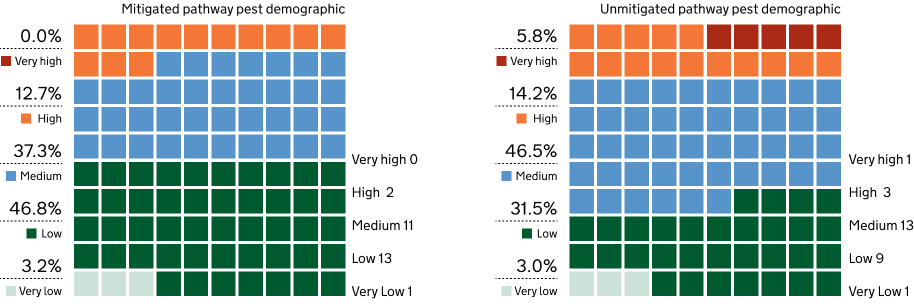 Mitigated pathway pest demographic
0.0%
Very high
12.7%
High
37.3%
Medium
46.8%
Low
3.2%
Very low
Very high 0
High 2
Medium 11
Low 13
Very Low 1
Unmitigated pathway pest demographic
5.8%
Very high
14.2%
High
46.5%
Medium
31.5%
Low
3.0%
Very low
Very high 1
High 3
Medium 13
Low 9
Very Low 1